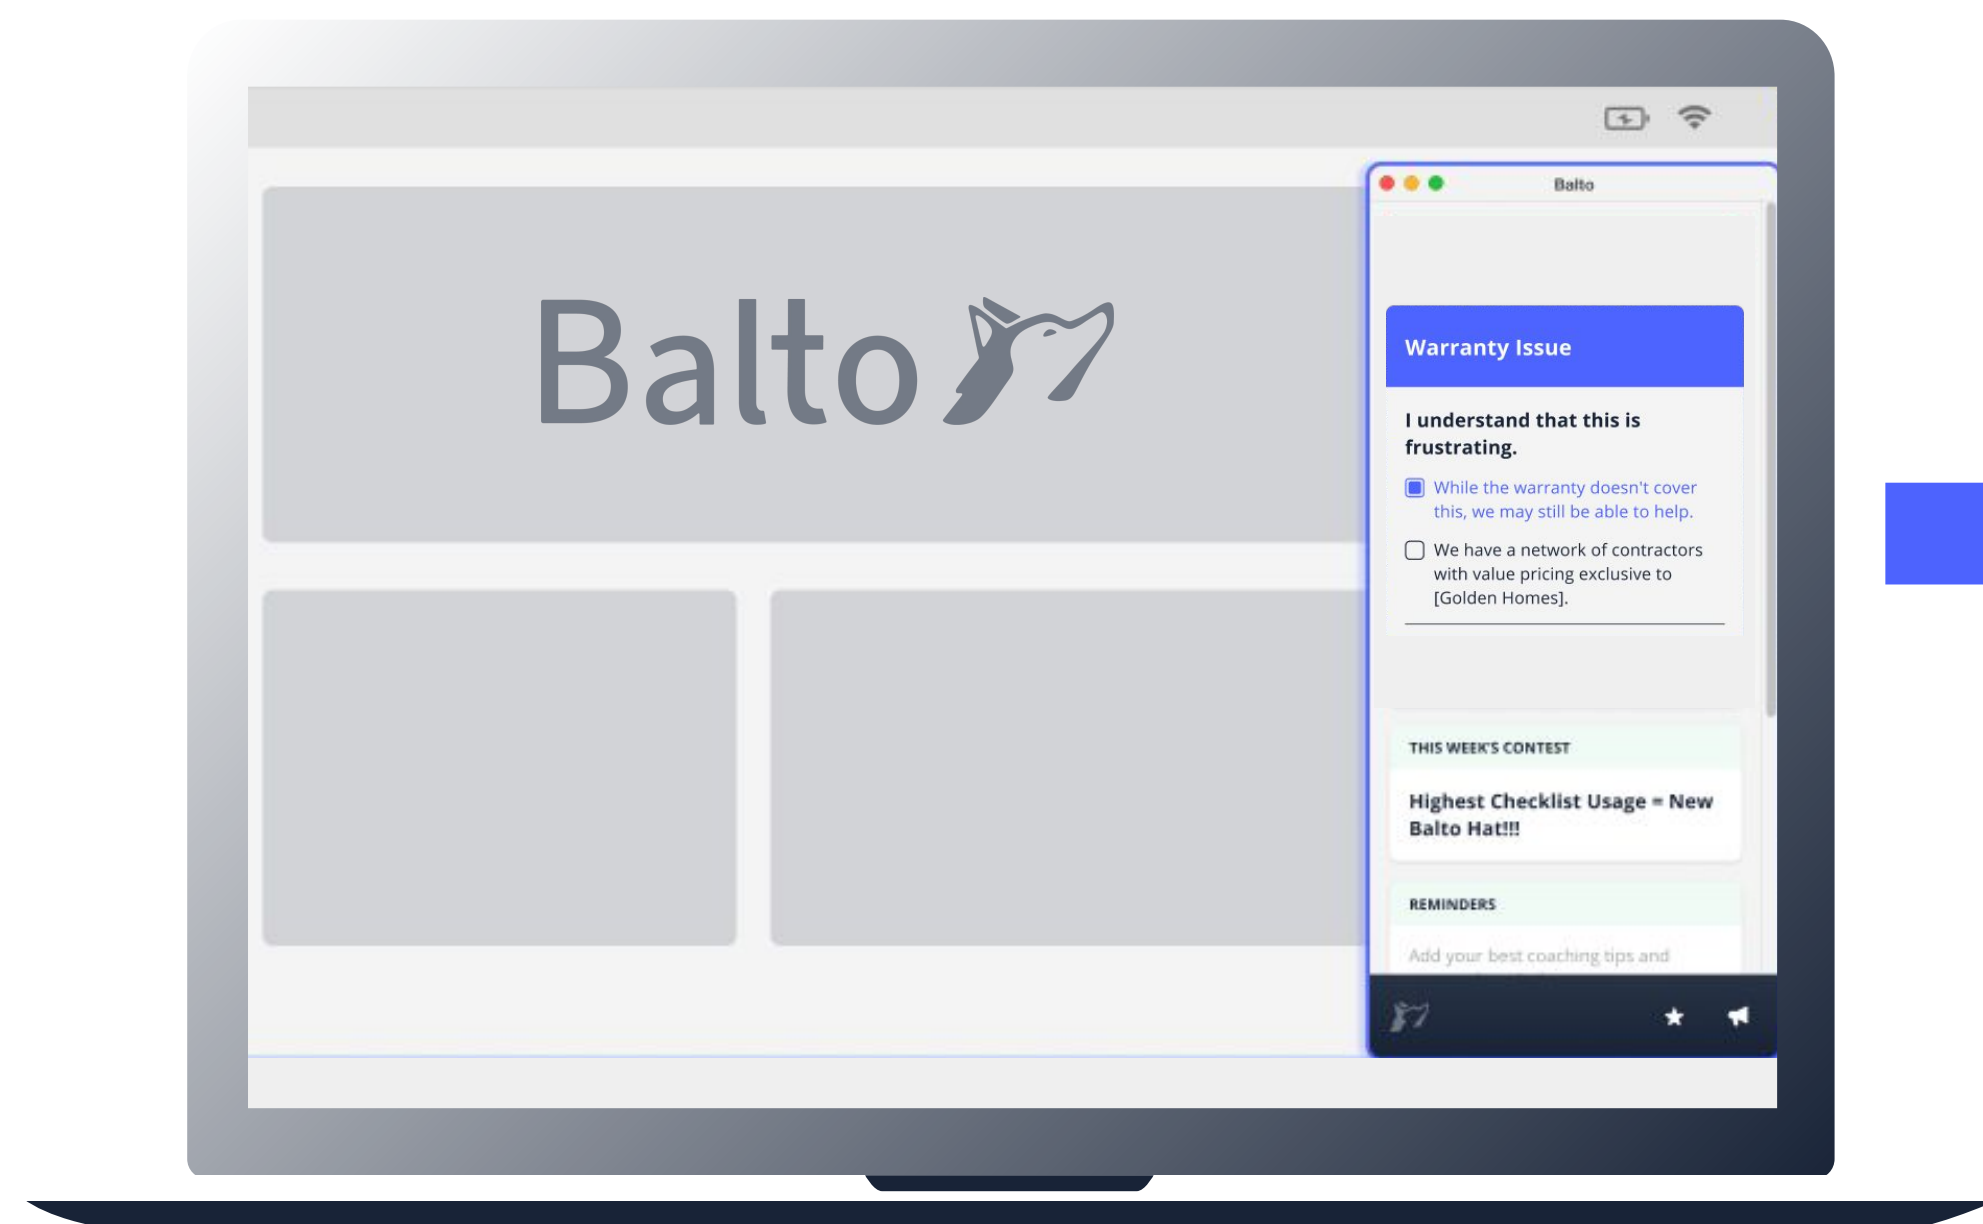 Balto
Balto
Warranty Issue
I understand that this is
frustrating.
While the warranty doesn't cover
this, we may still be able to help.
We have a network of contractors
with value pricing exclusive to
[Golden Homes].
THIS WEEK'S CONTEST
Highest Checklist Usage = New
Balto Hat!!!
REMINDERS
Add your best coaching tips and